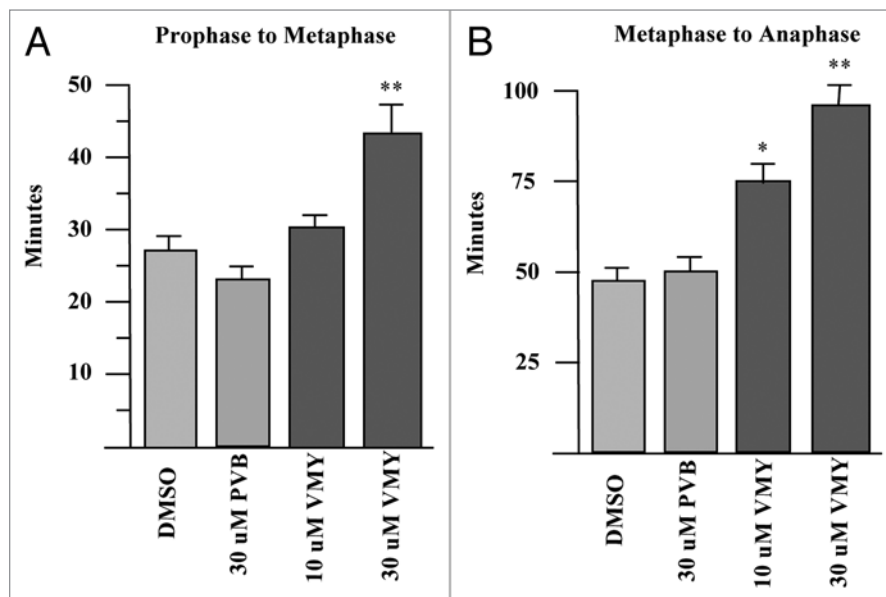 A
Prophase to Metaphase
Minutes
50
40
30
20
10
**
DMSO
30 uM PVB
10 uM VMY
30 uM VMY
B
Metaphase to Anaphase
Minutes
100
75
50
25
*
**
DMSO
30 uM PVB
10 uM VMY
30 uM VMY